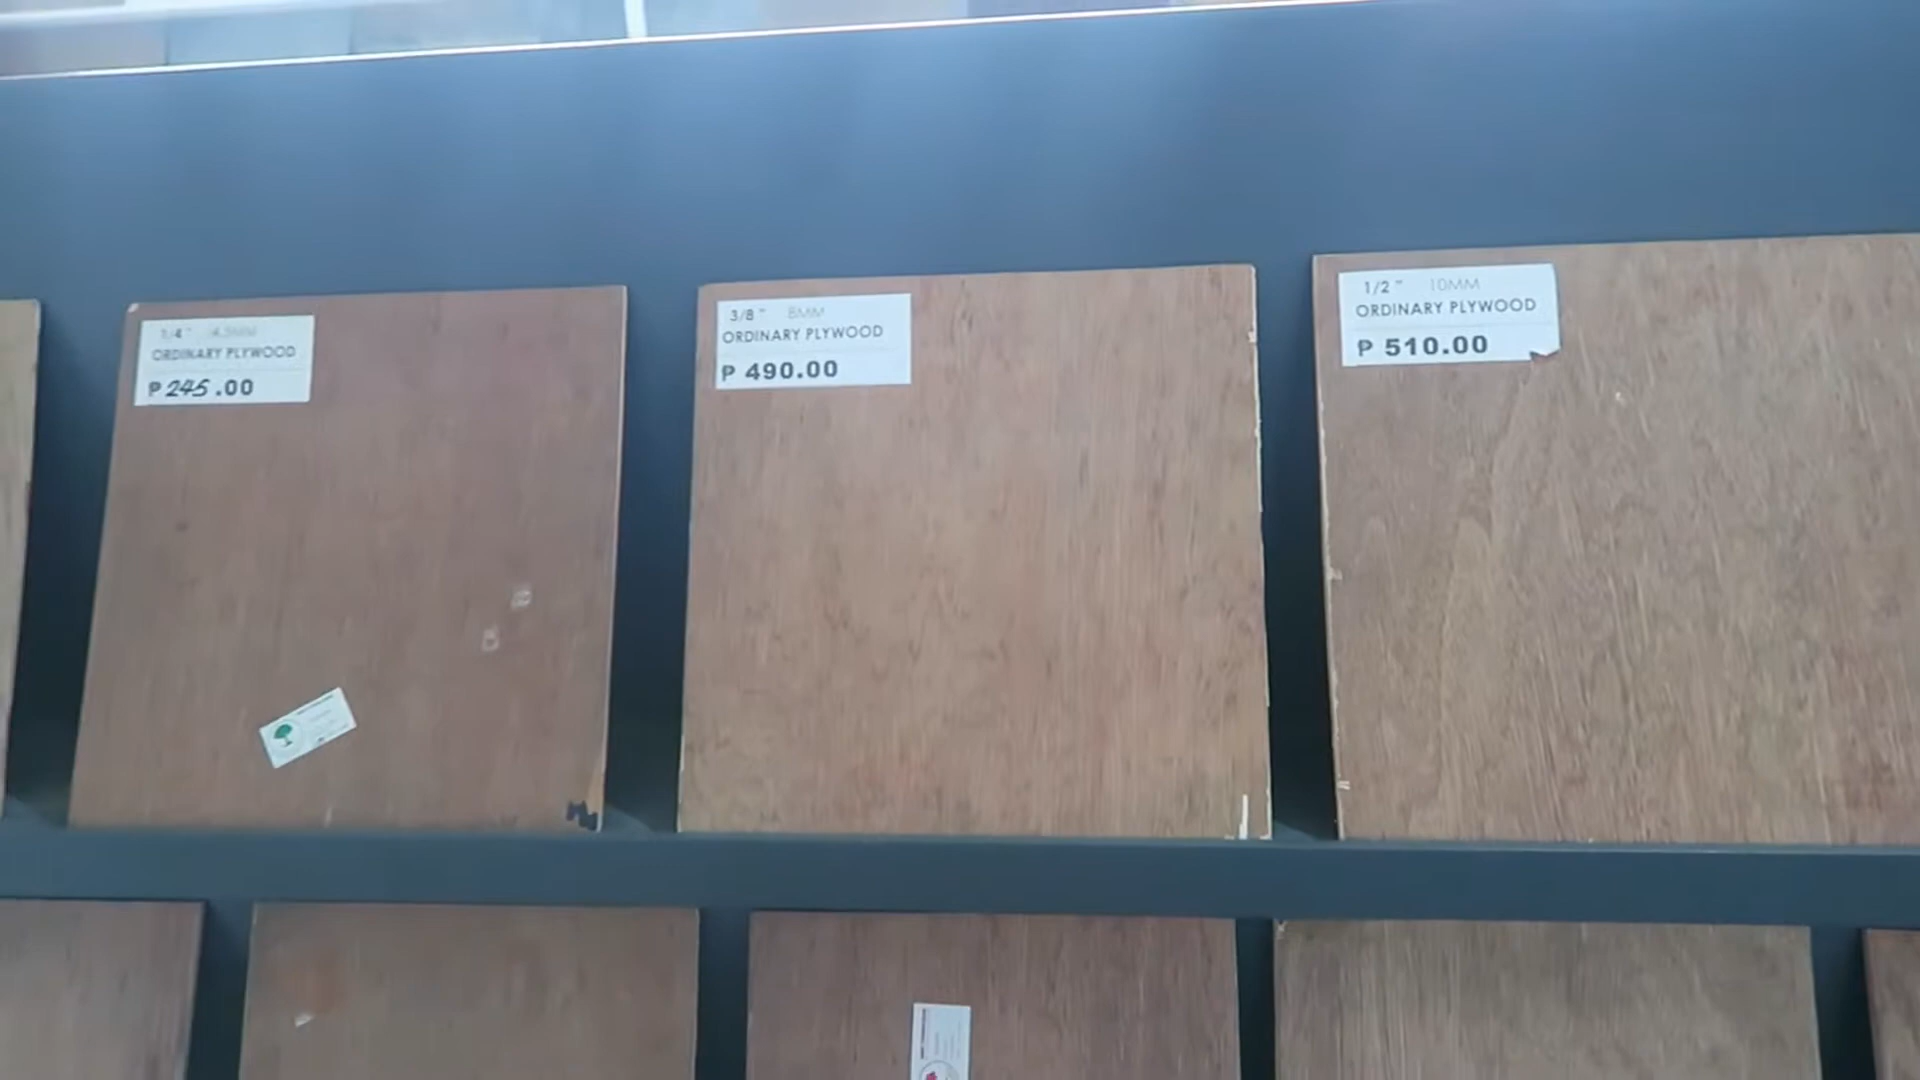 1/4" 4.5MM
ORDINARY PLYWOOD
₱ 245.00
3/8" 8MM
ORDINARY PLYWOOD
₱ 490.00
1/2" 10MM
ORDINARY PLYWOOD
₱ 510.00